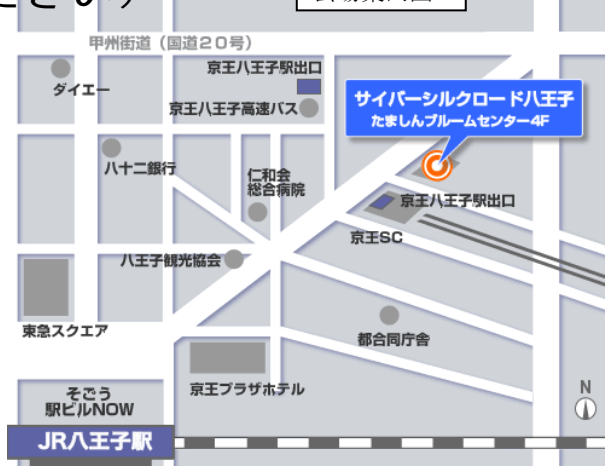 甲州街道（国道２０号）
京王八王子駅出口
ダイエー
サイバーシルクロード八王子
たましんブルームセンター4F
京王八王子高速バス
八十二銀行
仁和会
総合病院
京王八王子駅出口
京王SC
八王子観光協会
東急スクエア
都合同庁舎
京王プラザホテル
そごう
駅ビルNOW
N
JR八王子駅